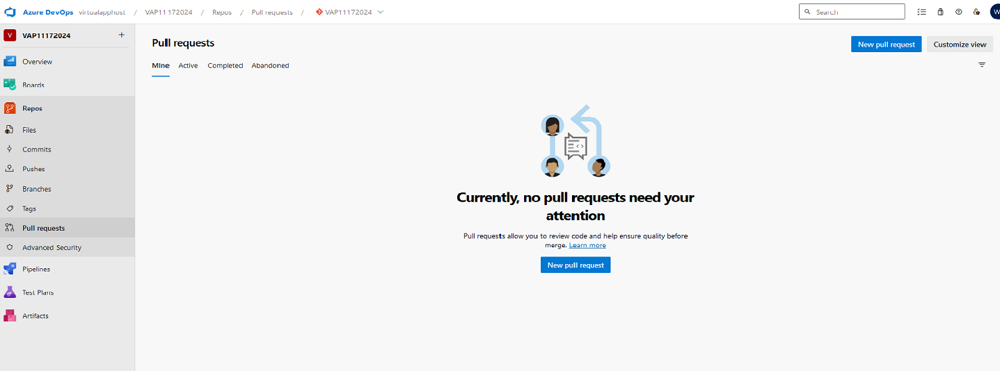 Azure DevOps virtualapphost / VAP11172024 / Repos / Pull requests / VAP11172024
Search
W
V VAP11172024 +
Overview
Boards
Repos
Files
Commits
Pushes
Branches
Tags
Pull requests
Advanced Security
Pipelines
Test Plans
Artifacts
Pull requests
New pull request
Customize view
Mine Active Completed Abandoned
Currently, no pull requests need your
attention
Pull requests allow you to review code and help ensure quality before
merge. Learn more
New pull request